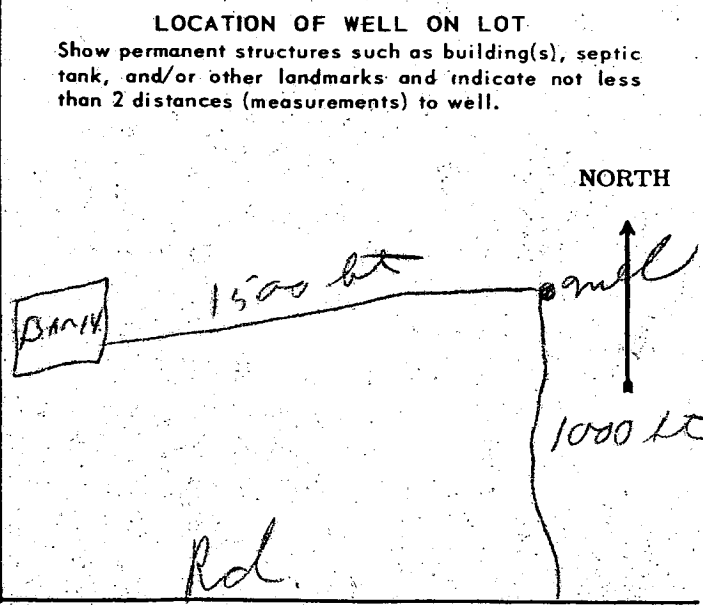 LOCATION OF WELL ON LOT
Show permanent structures such as building(s), septic
tank, and/or other landmarks and indicate not less
than 2 distances (measurements) to well.
NORTH
1500 ft
well
1000 ft
Rd.